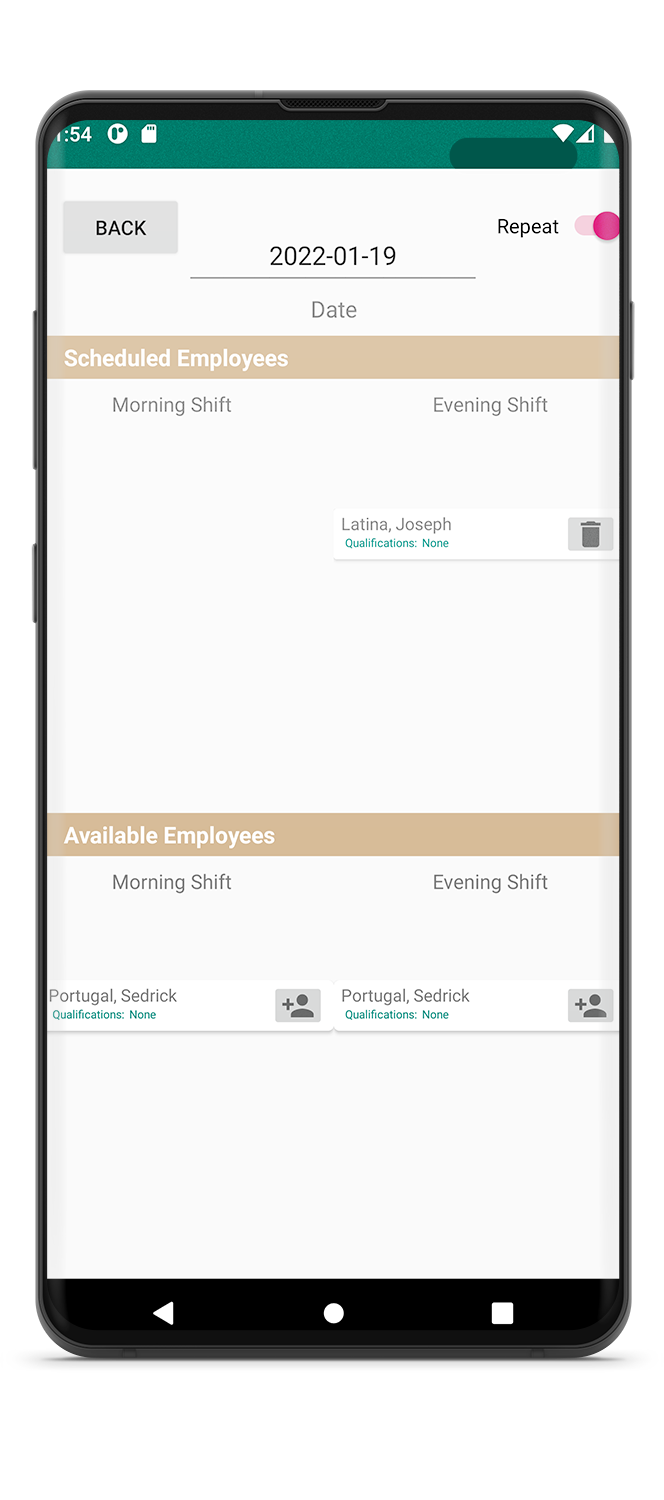 :54
BACK
Repeat
2022-01-19
Date
Scheduled Employees
Morning Shift Evening Shift
Latina, Joseph
Qualifications: None
Available Employees
Morning Shift Evening Shift
Portugal, Sedrick Portugal, Sedrick
Qualifications: None Qualifications: None